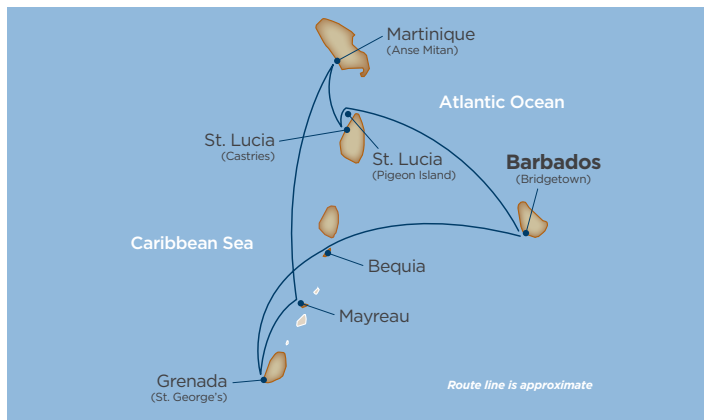 Martinique
(Anse Mitan)
Atlantic Ocean
St. Lucia
(Castries)
St. Lucia
(Pigeon Island)
Barbados
(Bridgetown)
Caribbean Sea
Bequia
Mayreau
Grenada
(St. George's)
Route line is approximate